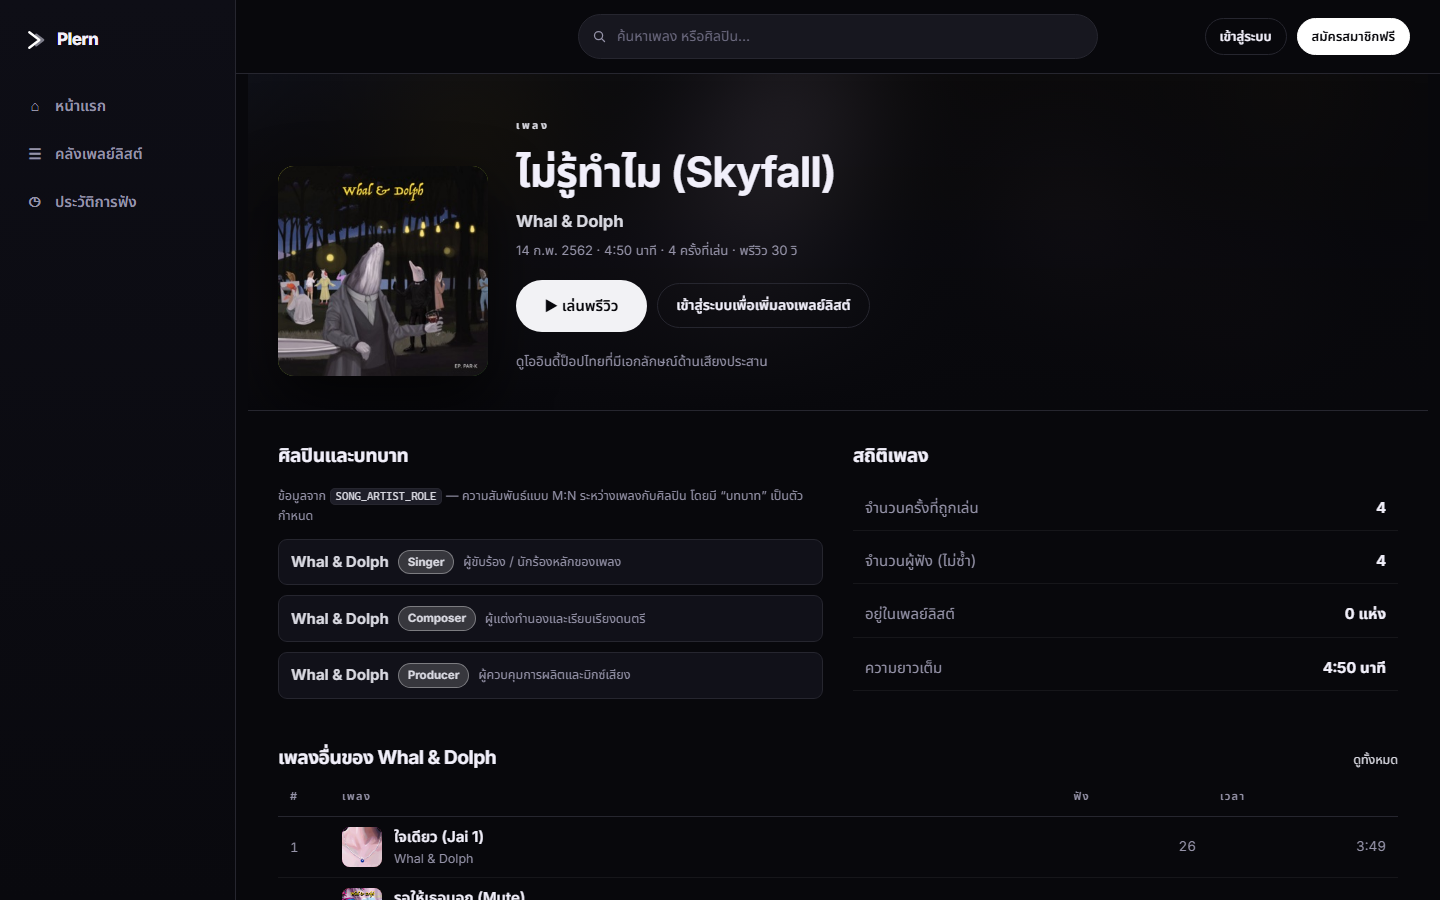 Plern
ค้นหาเพลง หรือศิลปิน...
เข้าสู่ระบบ
สมัครสมาชิกฟรี
หน้าแรก
คลังเพลย์ลิสต์
ประวัติการฟัง
Whal & Dolph
EP. PARK
เพลง
ไม่รู้ทำไม (Skyfall)
Whal & Dolph
14 ก.พ. 2562 · 4:50 นาที · 4 ครั้งที่เล่น · พรีวิว 30 วิ
▶ เล่นพรีวิว
เข้าสู่ระบบเพื่อเพิ่มลงเพลย์ลิสต์
ดูโออินดี้ป็อปไทยที่มีเอกลักษณ์ด้านเสียงประสาน
ศิลปินและบทบาท
ข้อมูลจาก SONG_ARTIST_ROLE — ความสัมพันธ์แบบ M:N ระหว่างเพลงกับศิลปิน โดยมี “บทบาท” เป็นตัว
กำหนด
Whal & Dolph Singer ผู้ขับร้อง / นักร้องหลักของเพลง
Whal & Dolph Composer ผู้แต่งทำนองและเรียบเรียงดนตรี
Whal & Dolph Producer ผู้ควบคุมการผลิตและมิกซ์เสียง
สถิติเพลง
จำนวนครั้งที่ถูกเล่น 4
จำนวนผู้ฟัง (ไม่ซ้ำ) 4
อยู่ในเพลย์ลิสต์ 0 แห่ง
ความยาวเต็ม 4:50 นาที
เพลงอื่นของ Whal & Dolph
ดูทั้งหมด
# เพลง ฟัง เวลา
1 ใจเดียว (Jai 1) 26 3:49
Whal & Dolph
รอให้เธอบอก (Mute)